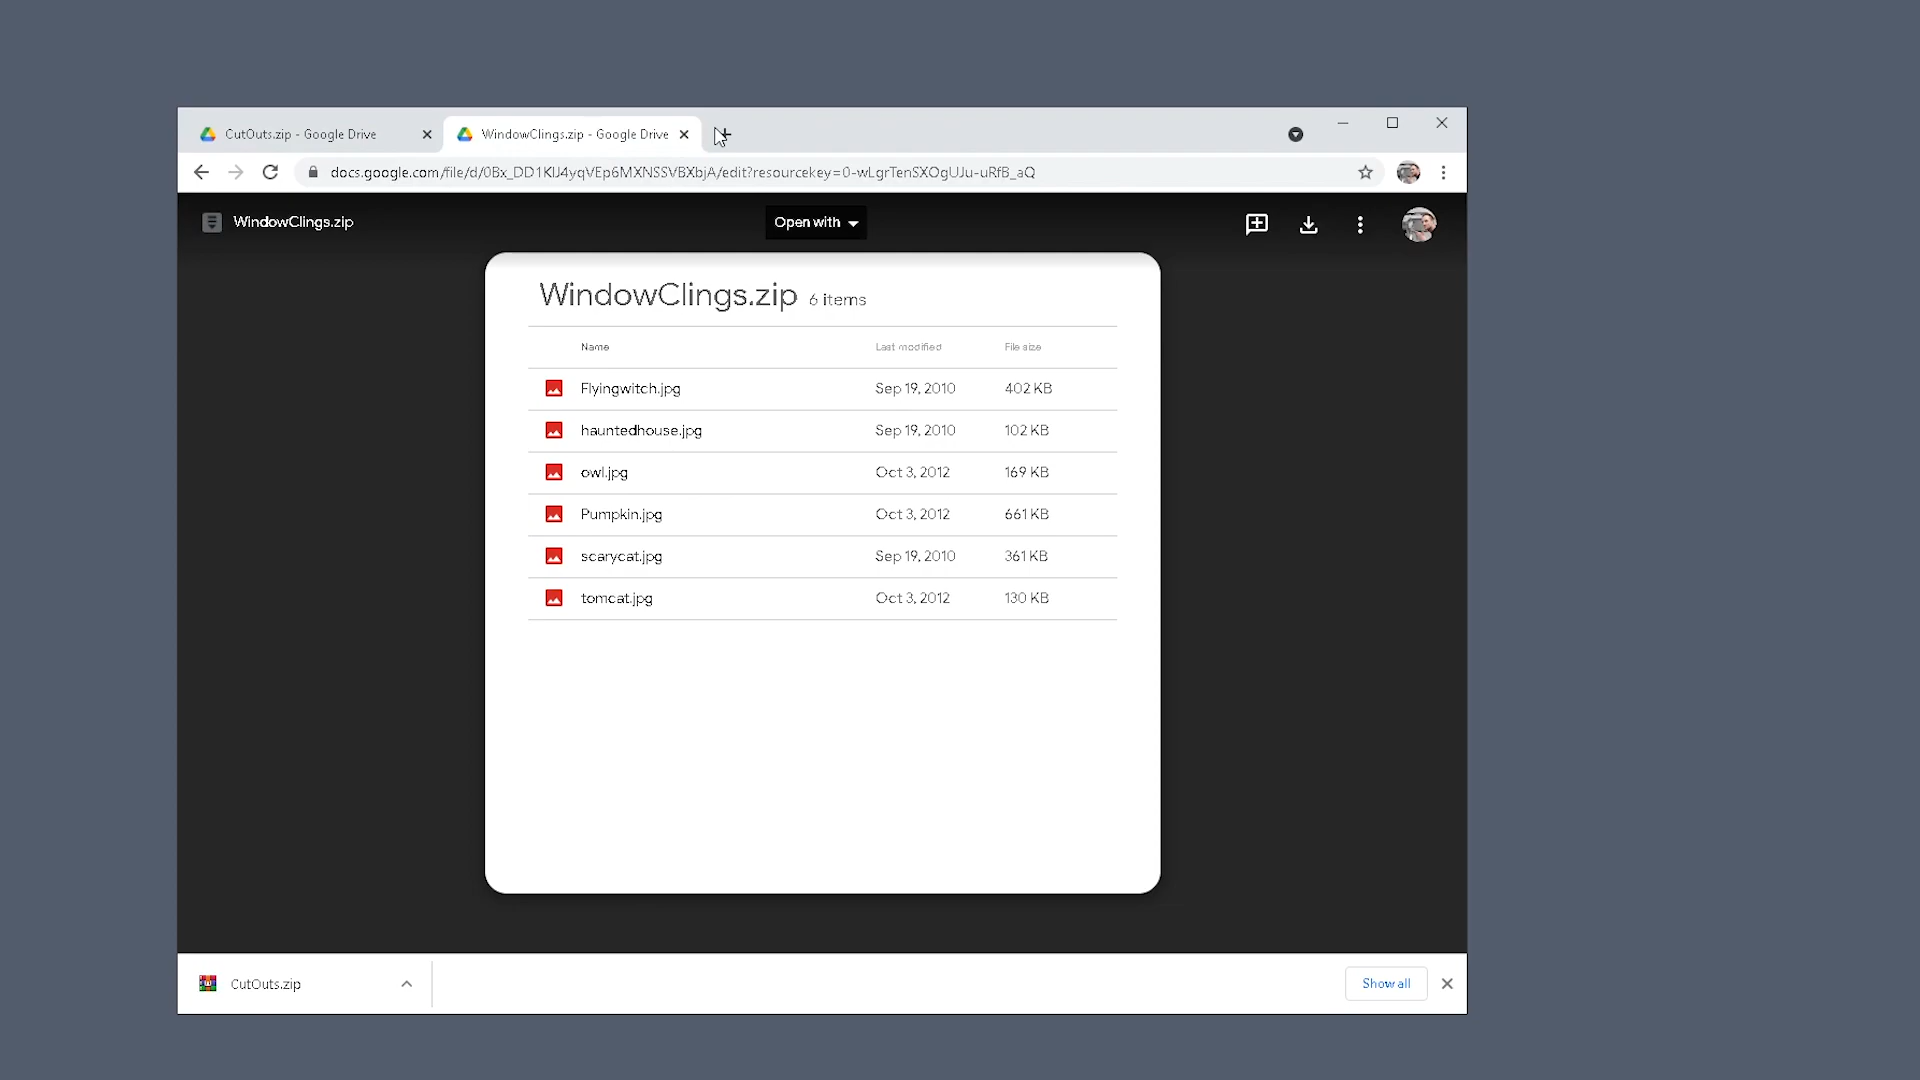 CutOuts.zip - Google Drive
WindowClings.zip - Google Drive
docs.google.com/file/d/0Bx_DD1KlJ4yqVEp6MXNSSVBXbjA/edit?resourcekey=0-wLgrTenSXOgUJu-uRfB_aQ
WindowClings.zip
Open with
WindowClings.zip 6 items
Name Last modified File size
Flyingwitch.jpg Sep 19, 2010 402 KB
hauntedhouse.jpg Sep 19, 2010 102 KB
owl.jpg Oct 3, 2012 169 KB
Pumpkin.jpg Oct 3, 2012 661 KB
scarycat.jpg Sep 19, 2010 361 KB
tomcat.jpg Oct 3, 2012 130 KB
CutOuts.zip
Show all